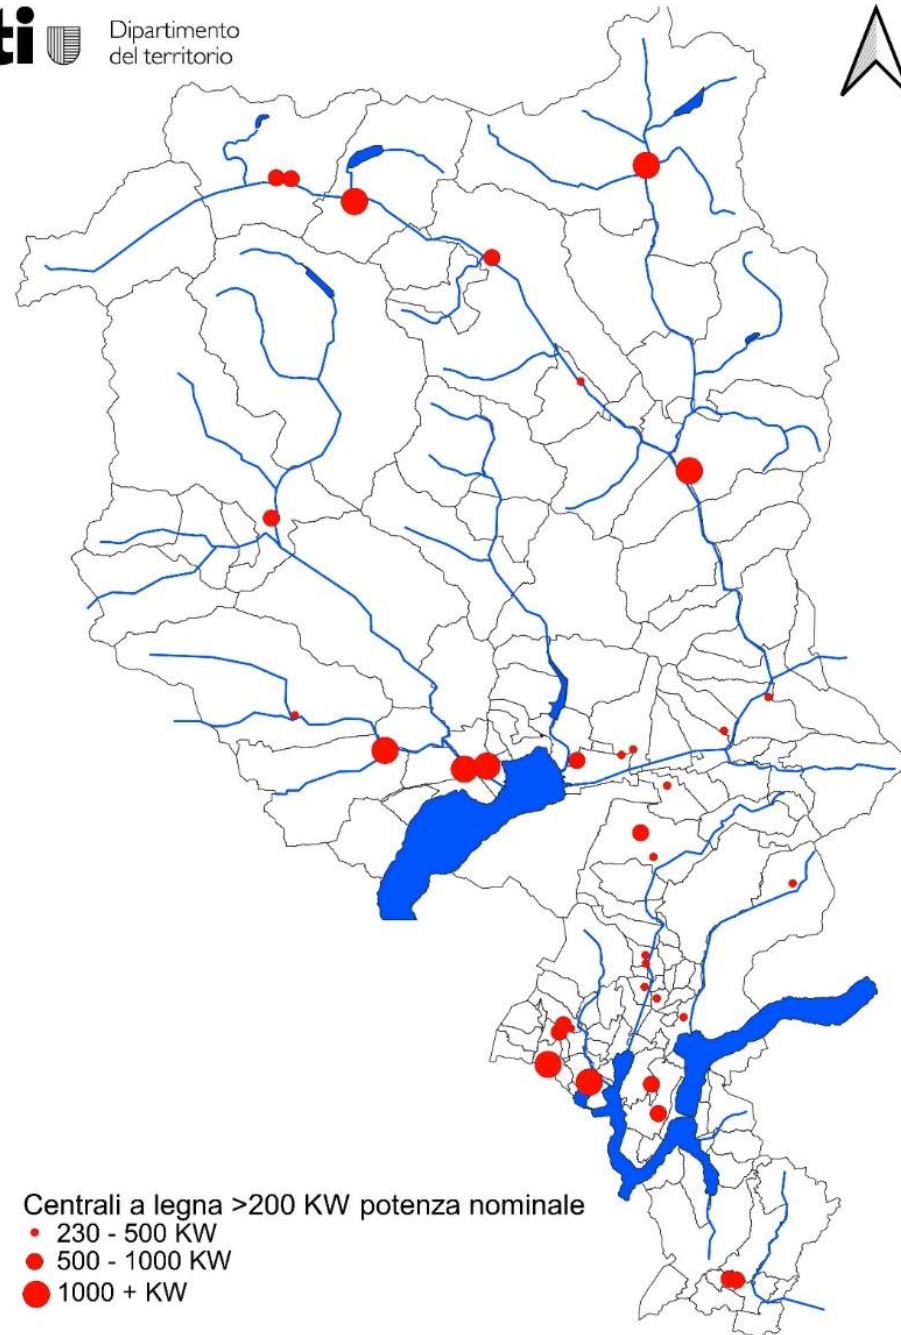 ti
Dipartimento
del territorio
Centrali a legna >200 KW potenza nominale
230 - 500 KW
500 - 1000 KW
1000 + KW